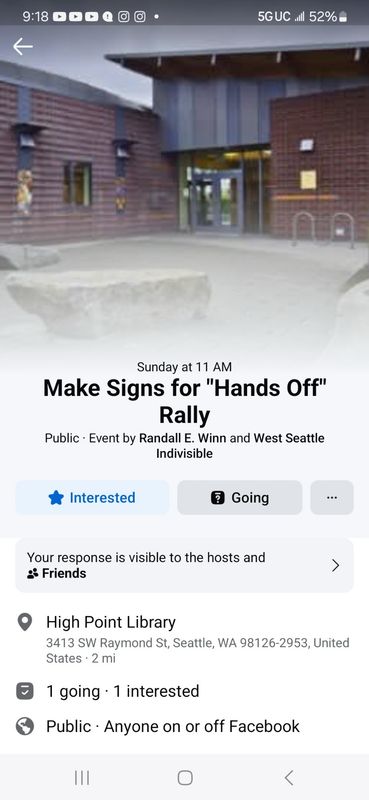 9:18
5G UC 52%
Sunday at 11 AM
Make Signs for "Hands Off"
Rally
Public · Event by Randall E. Winn and West Seattle
Indivisible
Interested
Going
Your response is visible to the hosts and
Friends
High Point Library
3413 SW Raymond St, Seattle, WA 98126-2953, United
States · 2 mi
1 going · 1 interested
Public · Anyone on or off Facebook